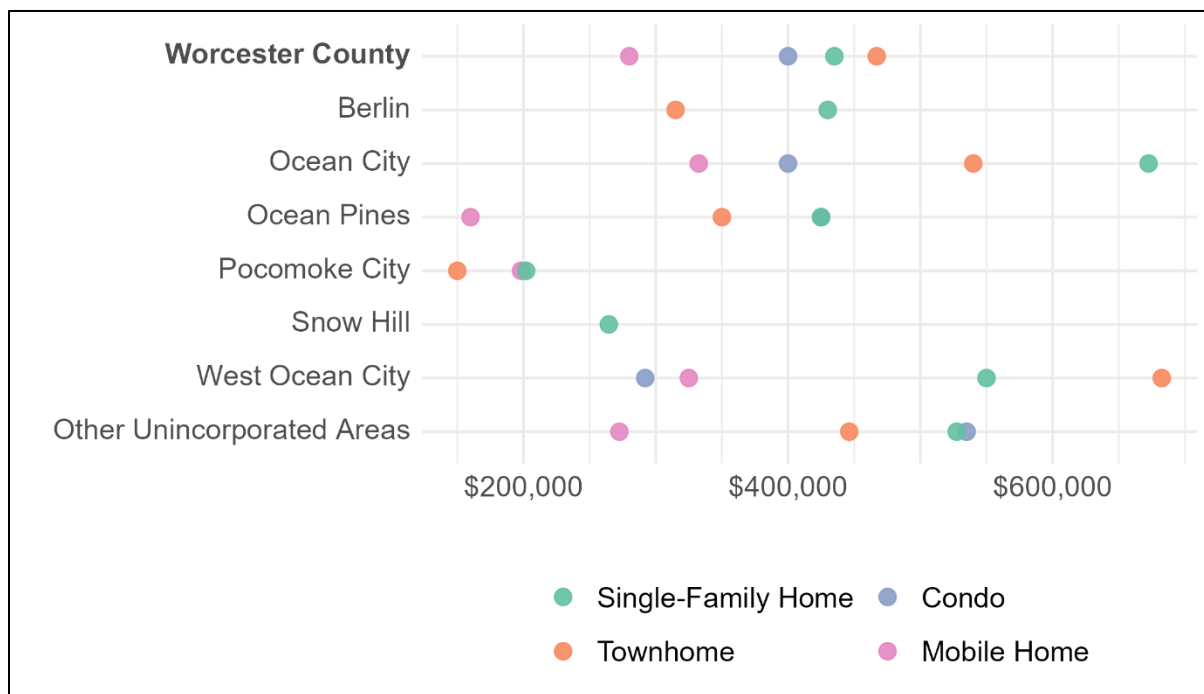 Worcester County
Berlin
Ocean City
Ocean Pines
Pocomoke City
Snow Hill
West Ocean City
Other Unincorporated Areas
$200,000 $400,000 $600,000
Single-Family Home Condo
Townhome Mobile Home